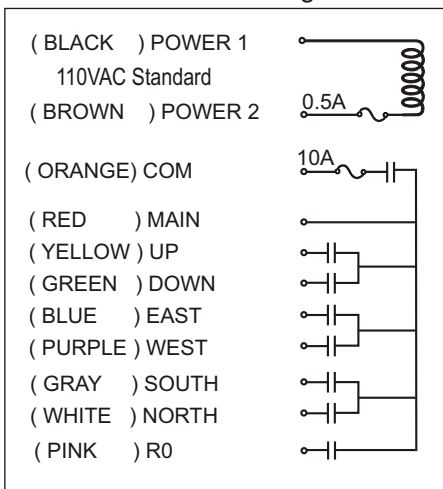 ( BLACK ) POWER 1
110VAC Standard
( BROWN ) POWER 2 0.5A
( ORANGE) COM 10A
( RED ) MAIN
( YELLOW ) UP
( GREEN ) DOWN
( BLUE ) EAST
( PURPLE ) WEST
( GRAY ) SOUTH
( WHITE ) NORTH
( PINK ) R0